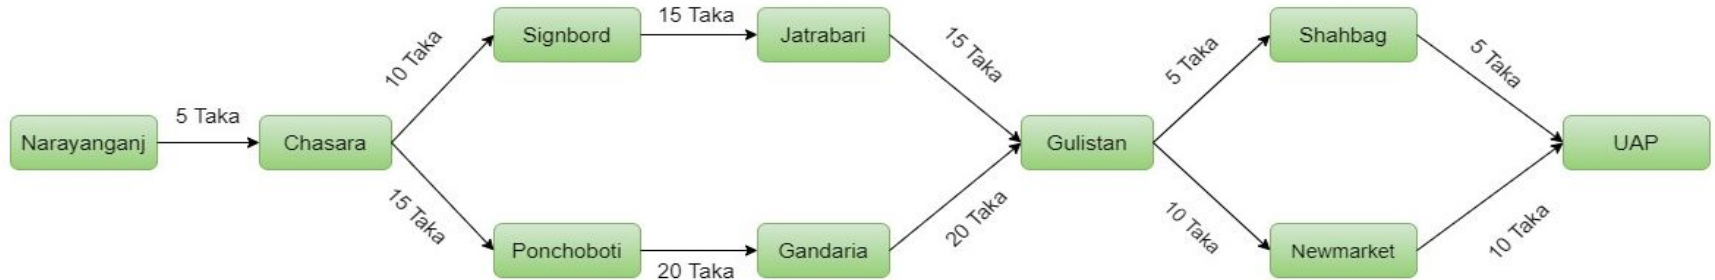 Narayanganj
5 Taka
Chasara
10 Taka
Signbord
15 Taka
Jatrabari
15 Taka
15 Taka
Ponchoboti
20 Taka
Gandaria
20 Taka
Gulistan
5 Taka
Shahbag
5 Taka
10 Taka
Newmarket
10 Taka
UAP